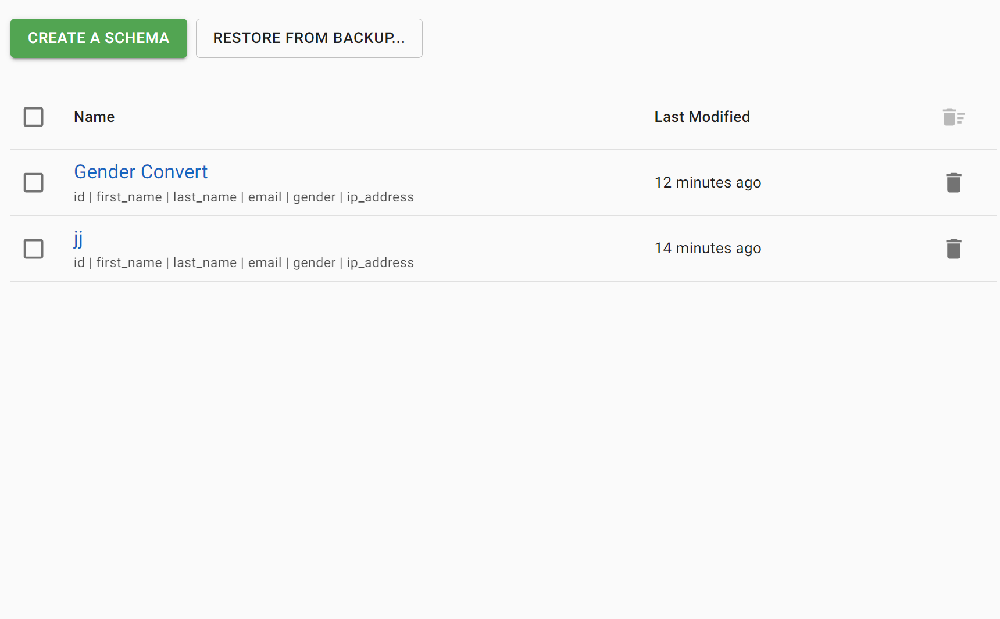 CREATE A SCHEMA
RESTORE FROM BACKUP...
Name
Last Modified
Gender Convert
id | first_name | last_name | email | gender | ip_address
12 minutes ago
jj
id | first_name | last_name | email | gender | ip_address
14 minutes ago